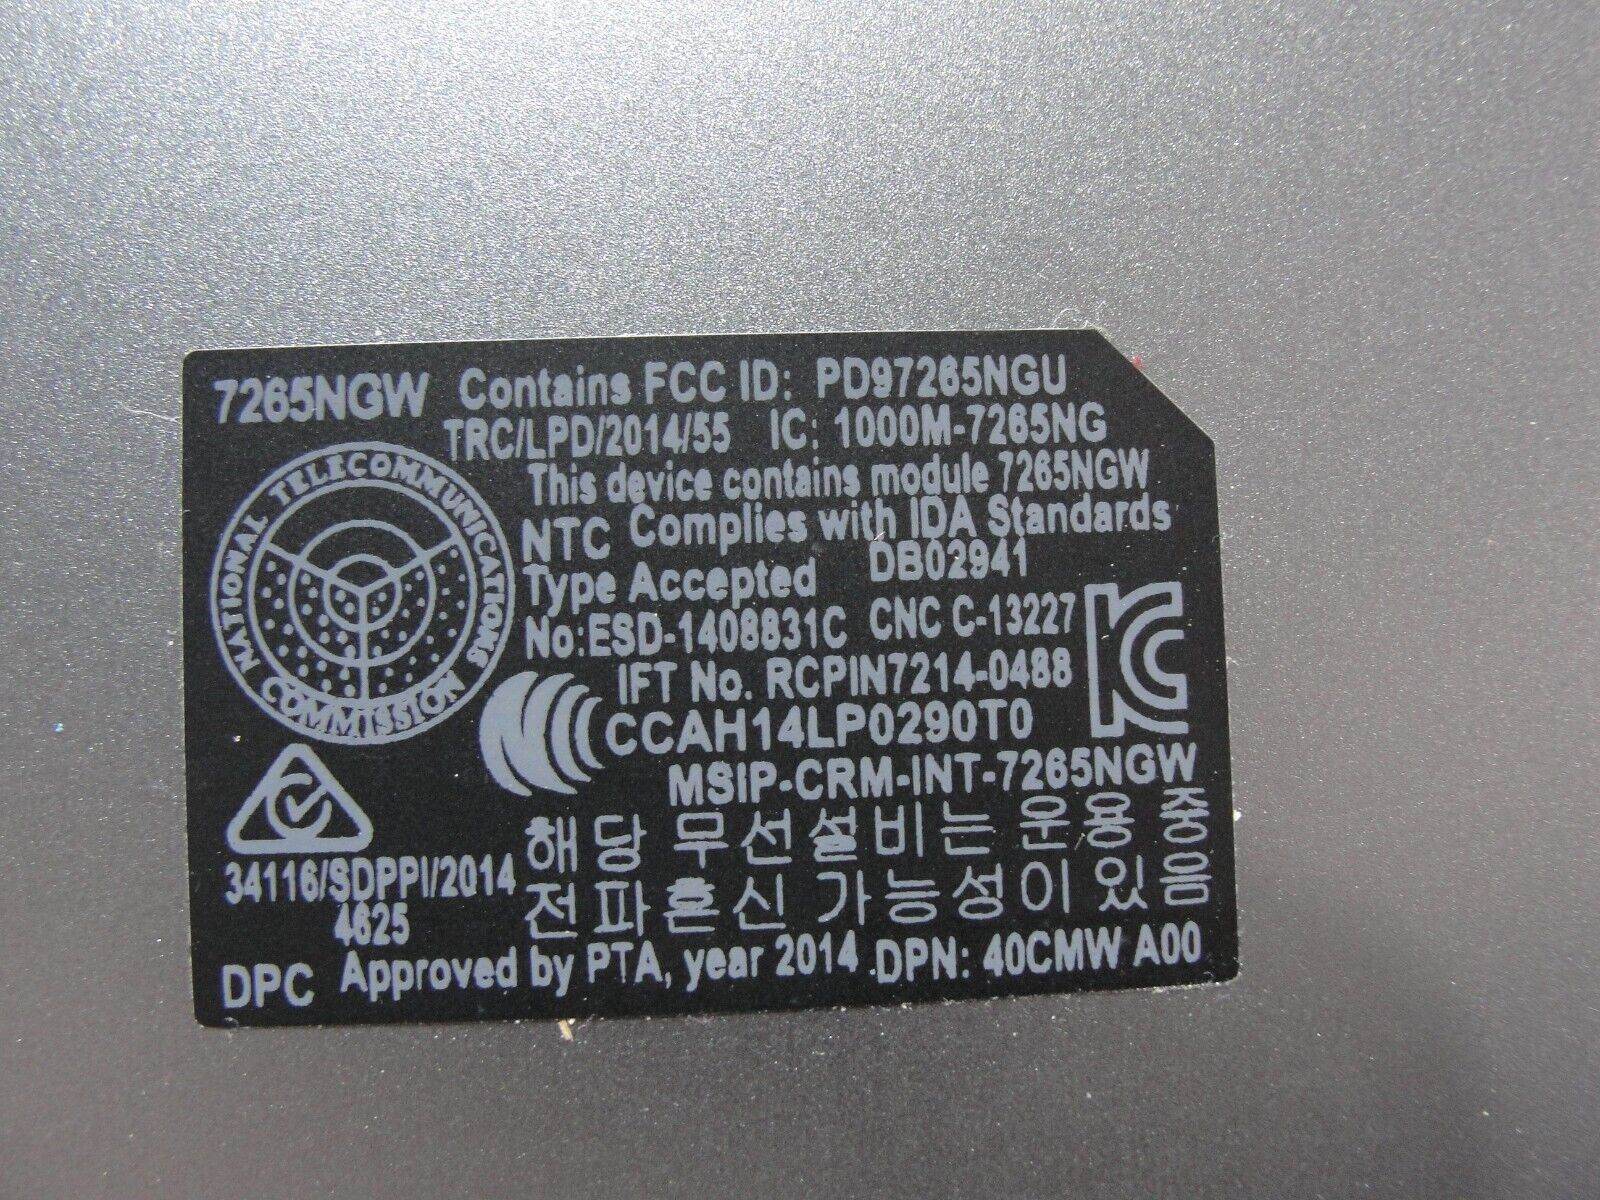 7265NGW Contains FCC ID: PD97265NGU
TRC/LPD/2014/55 IC: 1000M-7265NG
This device contains module 7265NGW
NATIONAL TELECOMMUNICATIONS COMMISSION
NTC Complies with IDA Standards
Type Accepted DB02941
No:ESD-1408831C CNC C-13227
IFT No. RCPIN7214-0488
CCAH14LP0290T0
MSIP-CRM-INT-7265NGW
해당 무선설비는 운용 중
34116/SDPPI/2014
전파혼신 가능성이 있음
4625
DPC Approved by PTA, year 2014 DPN: 40CMW A00